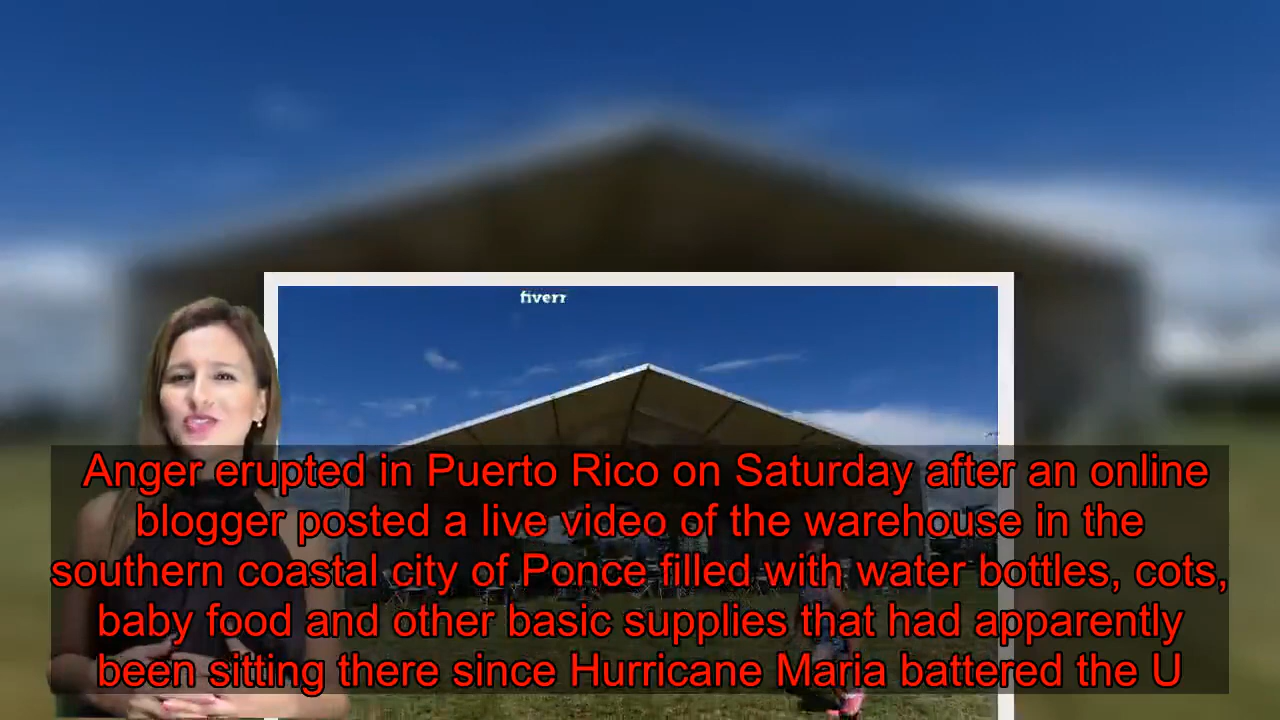 fiverr
Anger erupted in Puerto Rico on Saturday after an online
blogger posted a live video of the warehouse in the
southern coastal city of Ponce filled with water bottles, cots,
baby food and other basic supplies that had apparently
been sitting there since Hurricane Maria battered the U